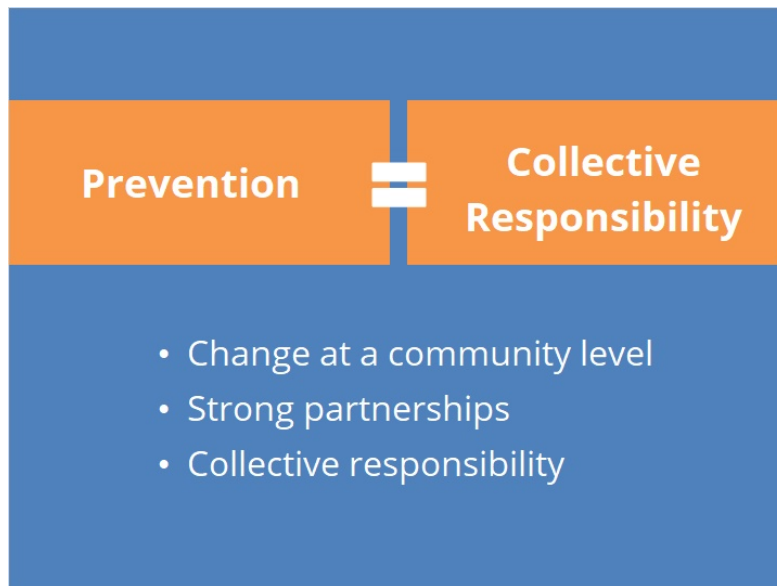 Prevention
=
Collective
Responsibility
• Change at a community level
• Strong partnerships
• Collective responsibility